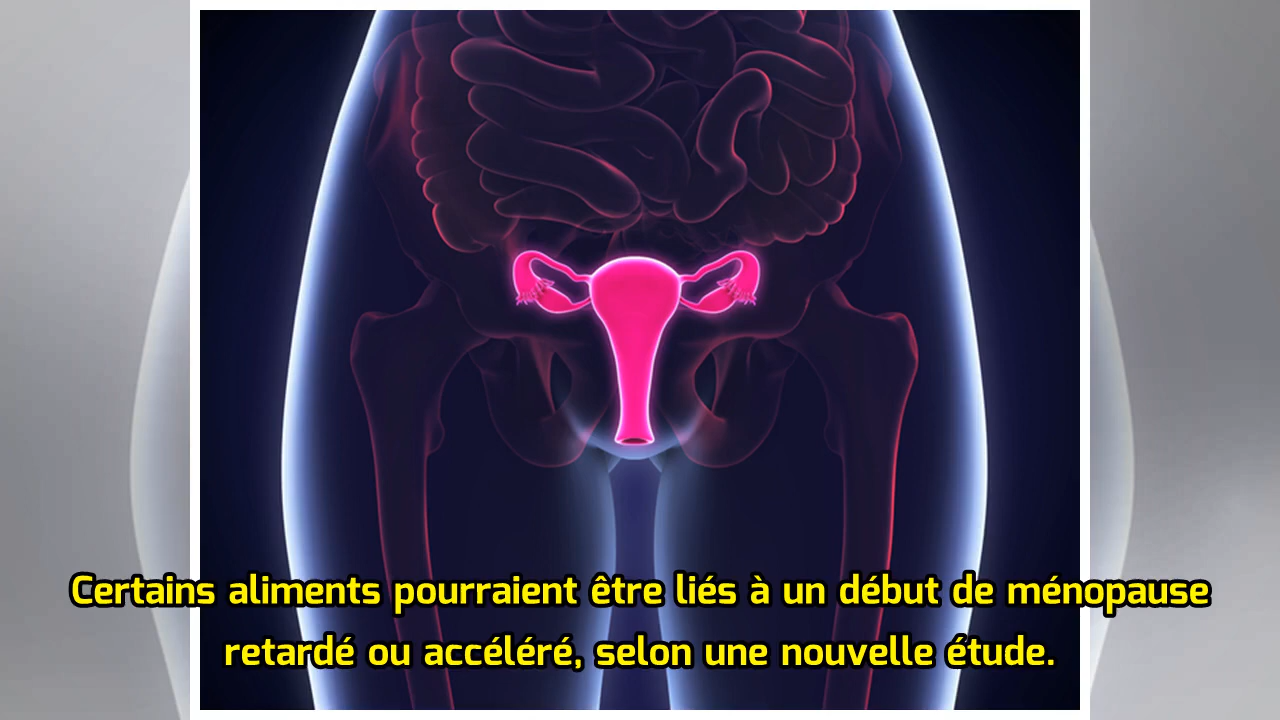 Certains aliments pourraient être liés à un début de ménopause
retardé ou accéléré, selon une nouvelle étude.